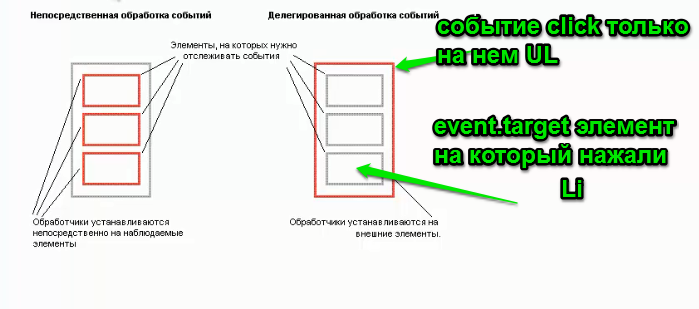 Непосредственная обработка событий
Делегированная обработка событий
событие click только
на нем UL
Элементы, на которых нужно
отслеживать события
event.target элемент
на который нажали
Li
Обработчики устанавливаются
непосредственно на наблюдаемые
элементы
Обработчики устанавливаются на
внешние элементы.